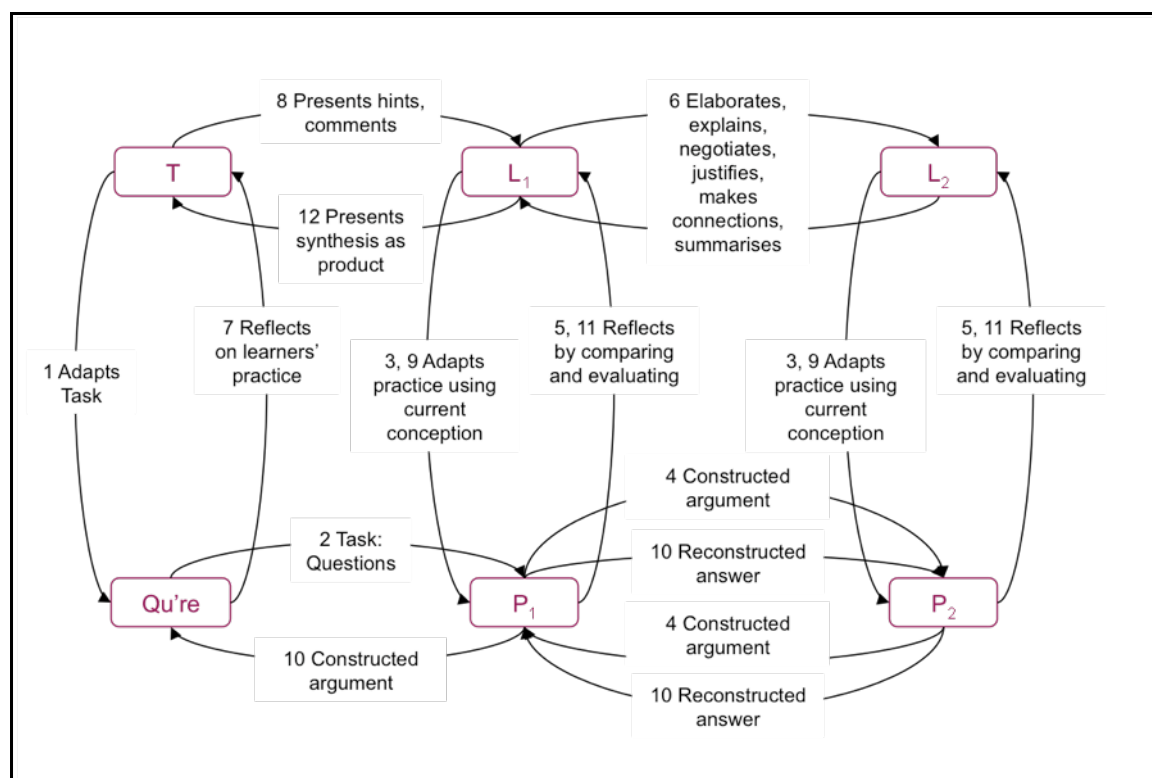 8 Presents hints,
comments
6 Elaborates,
explains,
negotiates,
justifies,
makes
connections,
summarises
T
L₁
L₂
12 Presents
synthesis as
product
1 Adapts
Task
7 Reflects
on learners’
practice
3, 9 Adapts
practice using
current
conception
5, 11 Reflects
by comparing
and evaluating
3, 9 Adapts
practice using
current
conception
5, 11 Reflects
by comparing
and evaluating
4 Constructed
argument
2 Task:
Questions
10 Reconstructed
answer
Qu’re
P₁
P₂
4 Constructed
argument
10 Constructed
argument
10 Reconstructed
answer